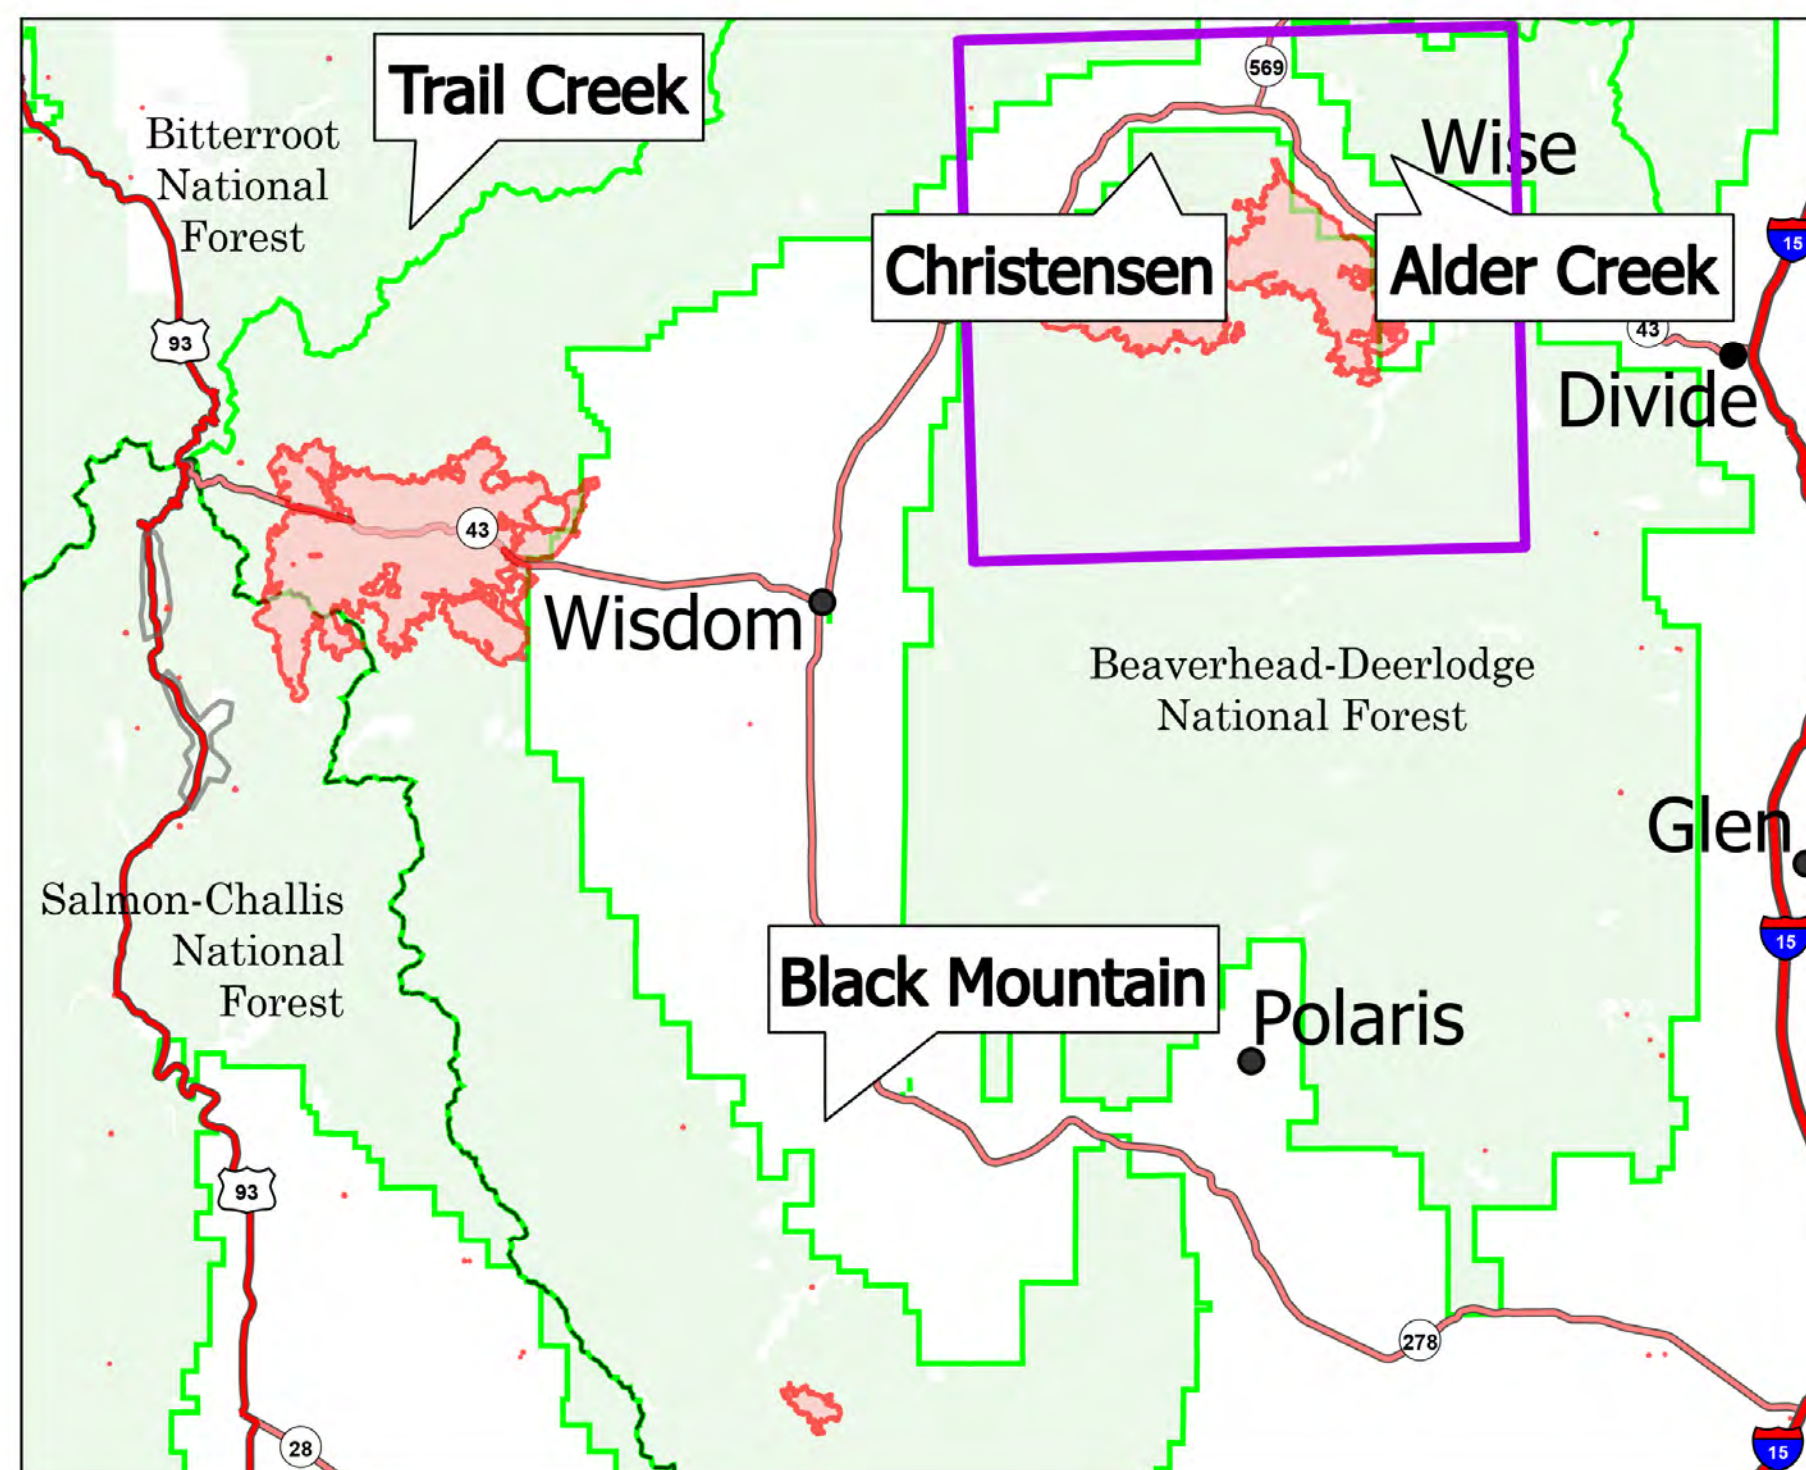 569
Trail Creek
Bitterroot
National
Forest
Wise
15
Christensen
Alder Creek
93
43
Divide
43
Wisdom
Beaverhead-Deerlodge
National Forest
Glen
Salmon-Challis
National
Forest
15
Black Mountain
Polaris
93
278
28
15